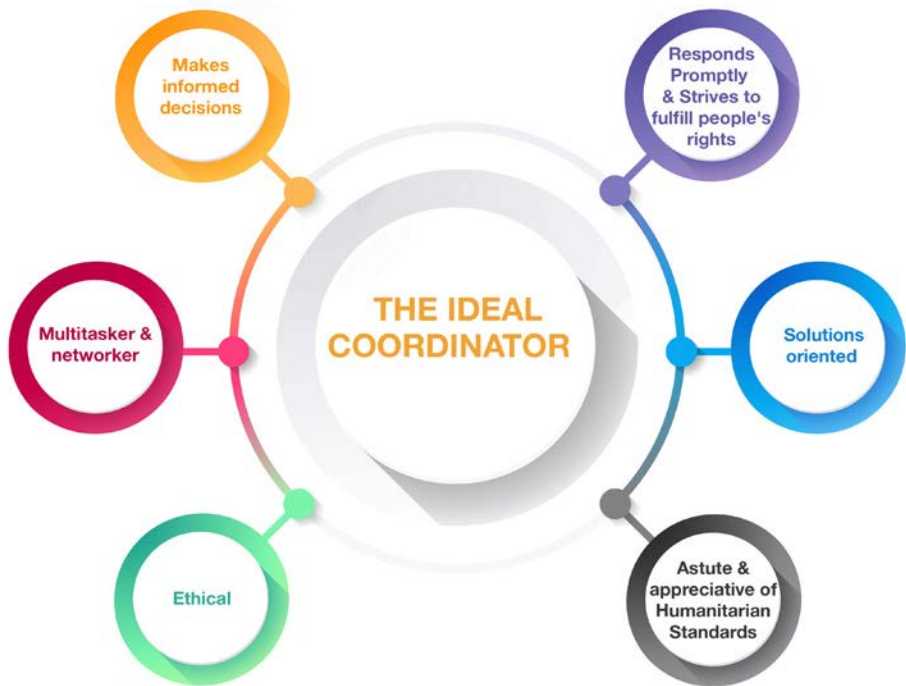 Makes
informed
decisions
Responds
Promptly
& Strives to
fulfill people's
rights
Multitasker &
networker
THE IDEAL
COORDINATOR
Solutions
oriented
Ethical
Astute &
appreciative of
Humanitarian
Standards